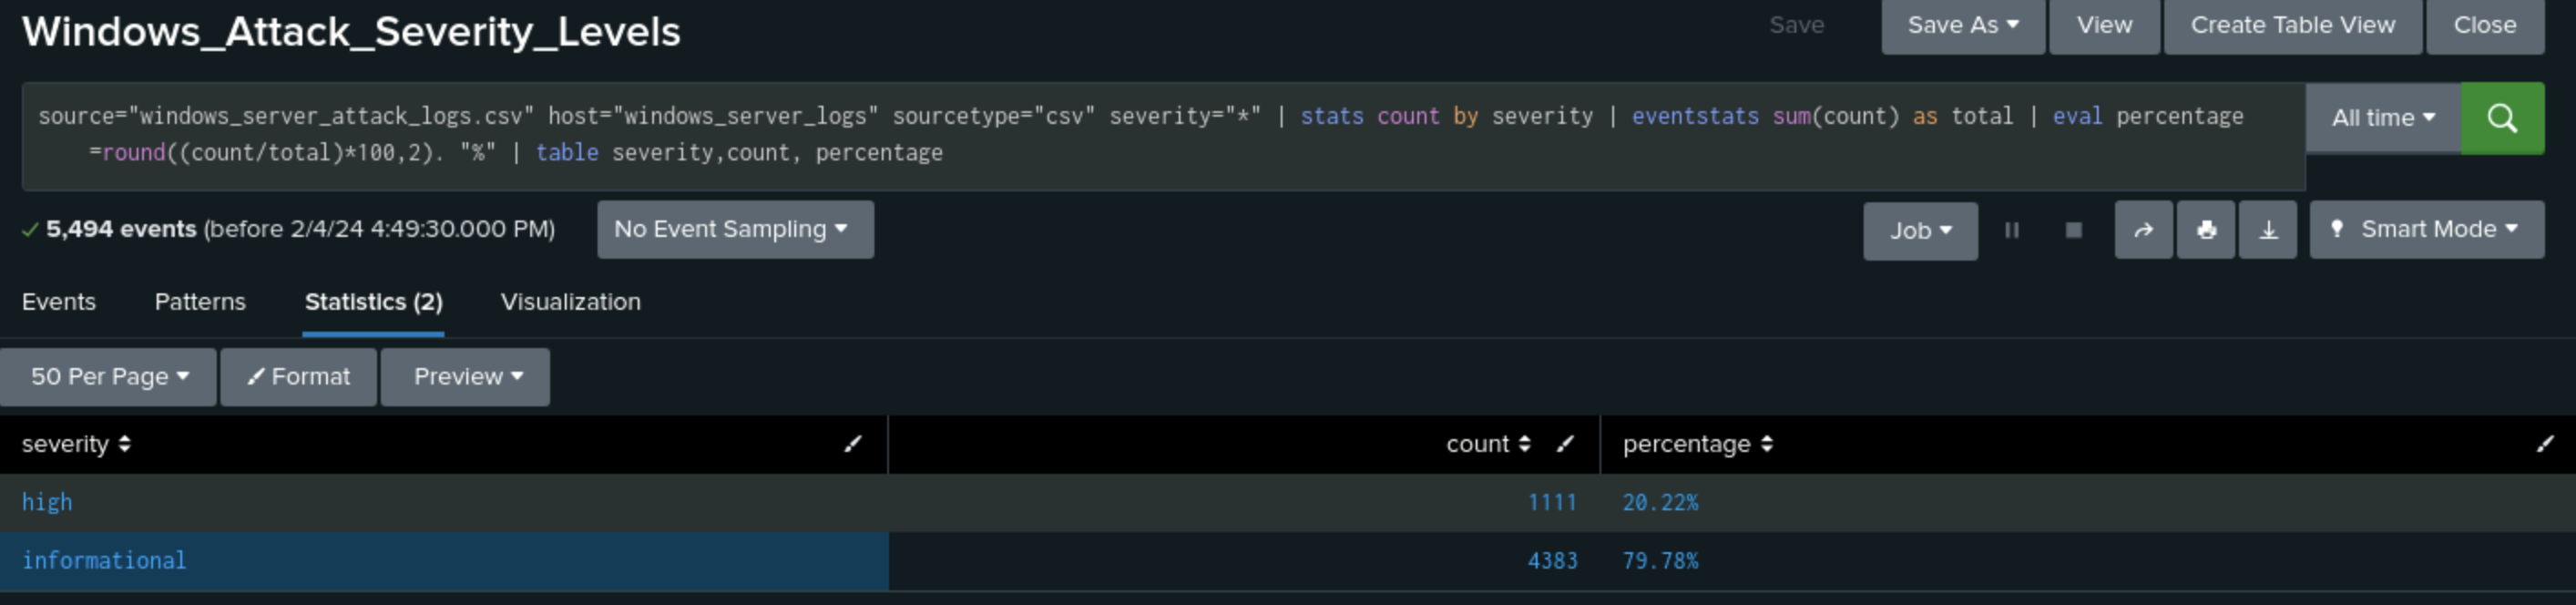 Windows_Attack_Severity_Levels
Save
Save As
View
Create Table View
Close
source="windows_server_attack_logs.csv" host="windows_server_logs" sourcetype="csv" severity="*" | stats count by severity | eventstats sum(count) as total | eval percentage
=round((count/total)*100,2). "%" | table severity,count, percentage
All time
5,494 events (before 2/4/24 4:49:30.000 PM)
No Event Sampling
Job
Smart Mode
Events
Patterns
Statistics (2)
Visualization
50 Per Page
Format
Preview
severity
count
percentage
high
1111
20.22%
informational
4383
79.78%